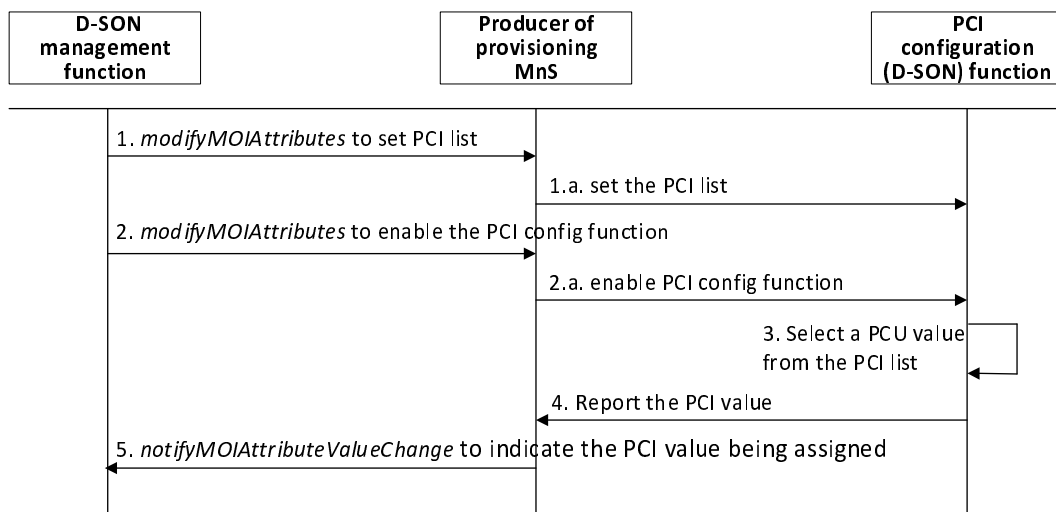 D-SON
management
function
Producer of
provisioning
MnS
PCI
configuration
(D-SON) function
1. modifyMOIAttributes to set PCI list
1.a. set the PCI list
2. modifyMOIAttributes to enable the PCI config function
2.a. enable PCI config function
3. Select a PCU value
from the PCI list
4. Report the PCI value
5. notifyMOIAttributeValueChange to indicate the PCI value being assigned